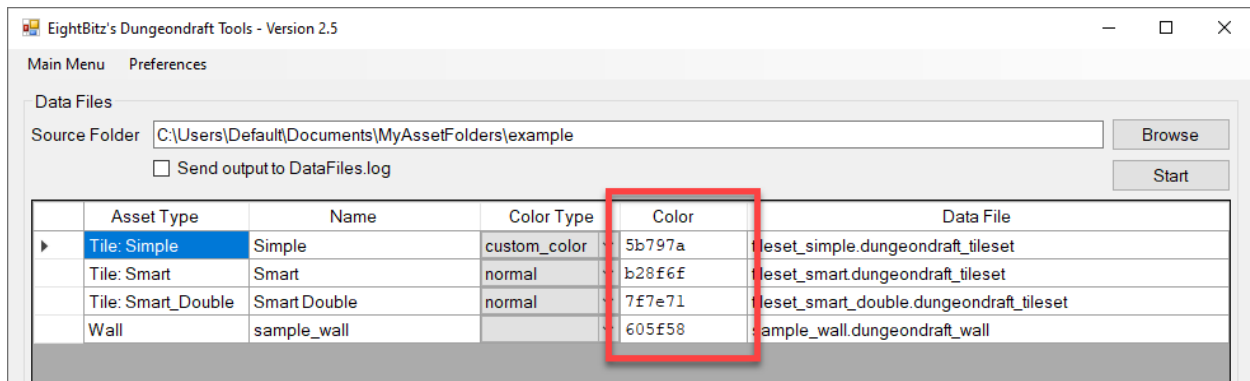 EightBitz's Dungeondraft Tools - Version 2.5
Main Menu Preferences
Data Files
Source Folder C:\Users\Default\Documents\MyAssetFolders\example Browse
Send output to DataFiles.log Start
Asset Type Name Color Type Color Data File
Tile: Simple Simple custom_color 5b797a tileset_simple.dungeondraft_tileset
Tile: Smart Smart normal b28f6f tileset_smart.dungeondraft_tileset
Tile: Smart_Double Smart Double normal 7f7e71 tileset_smart_double.dungeondraft_tileset
Wall sample_wall 605f58 sample_wall.dungeondraft_wall